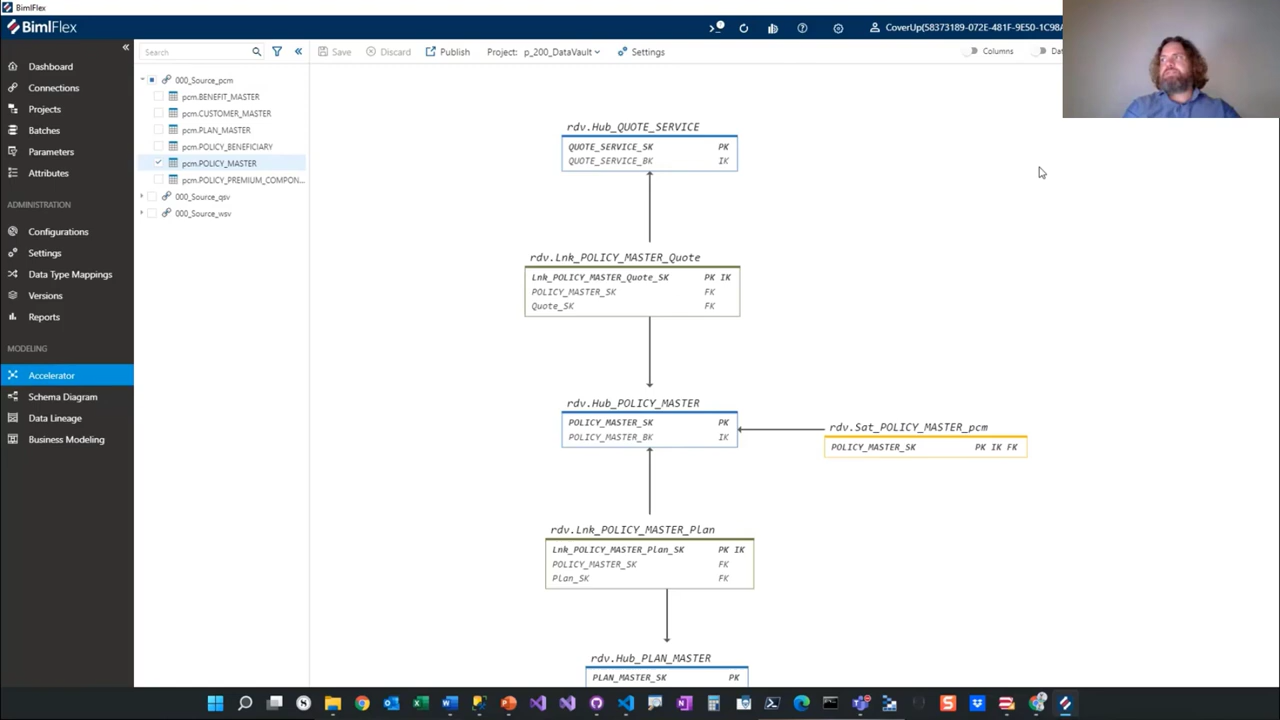 BimlFlex
BimlFlex
CoverUp(58373189-072E-481F-9E50-1C98A
Search
Save
Discard
Publish
Project: p_200_DataVault
Settings
Columns
Dat
Dashboard
Connections
Projects
Batches
Parameters
Attributes
ADMINISTRATION
Configurations
Settings
Data Type Mappings
Versions
Reports
MODELING
Accelerator
Schema Diagram
Data Lineage
Business Modeling
000_Source_pcm
pcm.BENEFIT_MASTER
pcm.CUSTOMER_MASTER
pcm.PLAN_MASTER
pcm.POLICY_BENEFICIARY
pcm.POLICY_MASTER
pcm.POLICY_PREMIUM_COMPON...
000_Source_qsv
000_Source_wsv
rdv.Hub_QUOTE_SERVICE
QUOTE_SERVICE_SK PK
QUOTE_SERVICE_BK IK
rdv.Lnk_POLICY_MASTER_Quote
Lnk_POLICY_MASTER_Quote_SK PK IK
POLICY_MASTER_SK FK
Quote_SK FK
rdv.Hub_POLICY_MASTER
POLICY_MASTER_SK PK
POLICY_MASTER_BK IK
rdv.Sat_POLICY_MASTER_pcm
POLICY_MASTER_SK PK IK FK
rdv.Lnk_POLICY_MASTER_Plan
Lnk_POLICY_MASTER_Plan_SK PK IK
POLICY_MASTER_SK FK
Plan_SK FK
rdv.Hub_PLAN_MASTER
PLAN_MASTER_SK PK